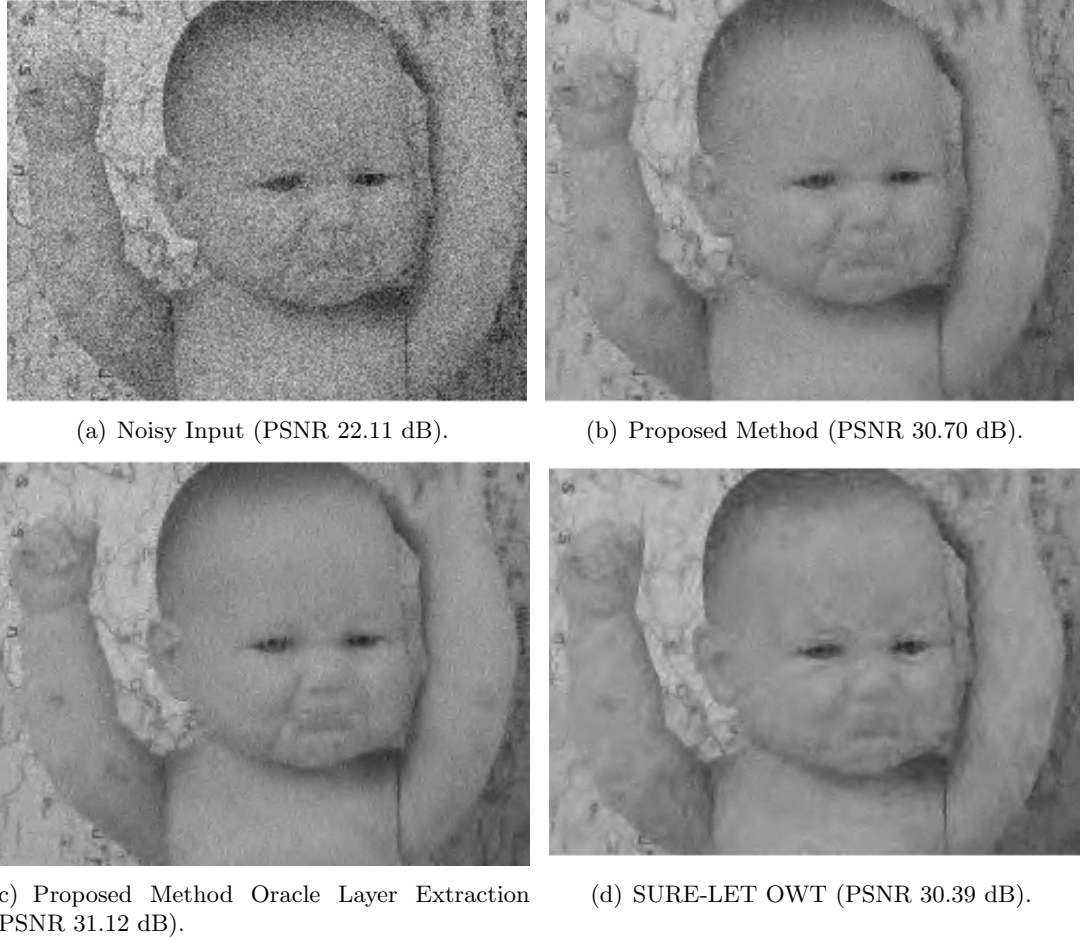 (a) Noisy Input (PSNR 22.11 dB).
(b) Proposed Method (PSNR 30.70 dB).
c) Proposed Method Oracle Layer Extraction
PSNR 31.12 dB).
(d) SURE-LET OWT (PSNR 30.39 dB).